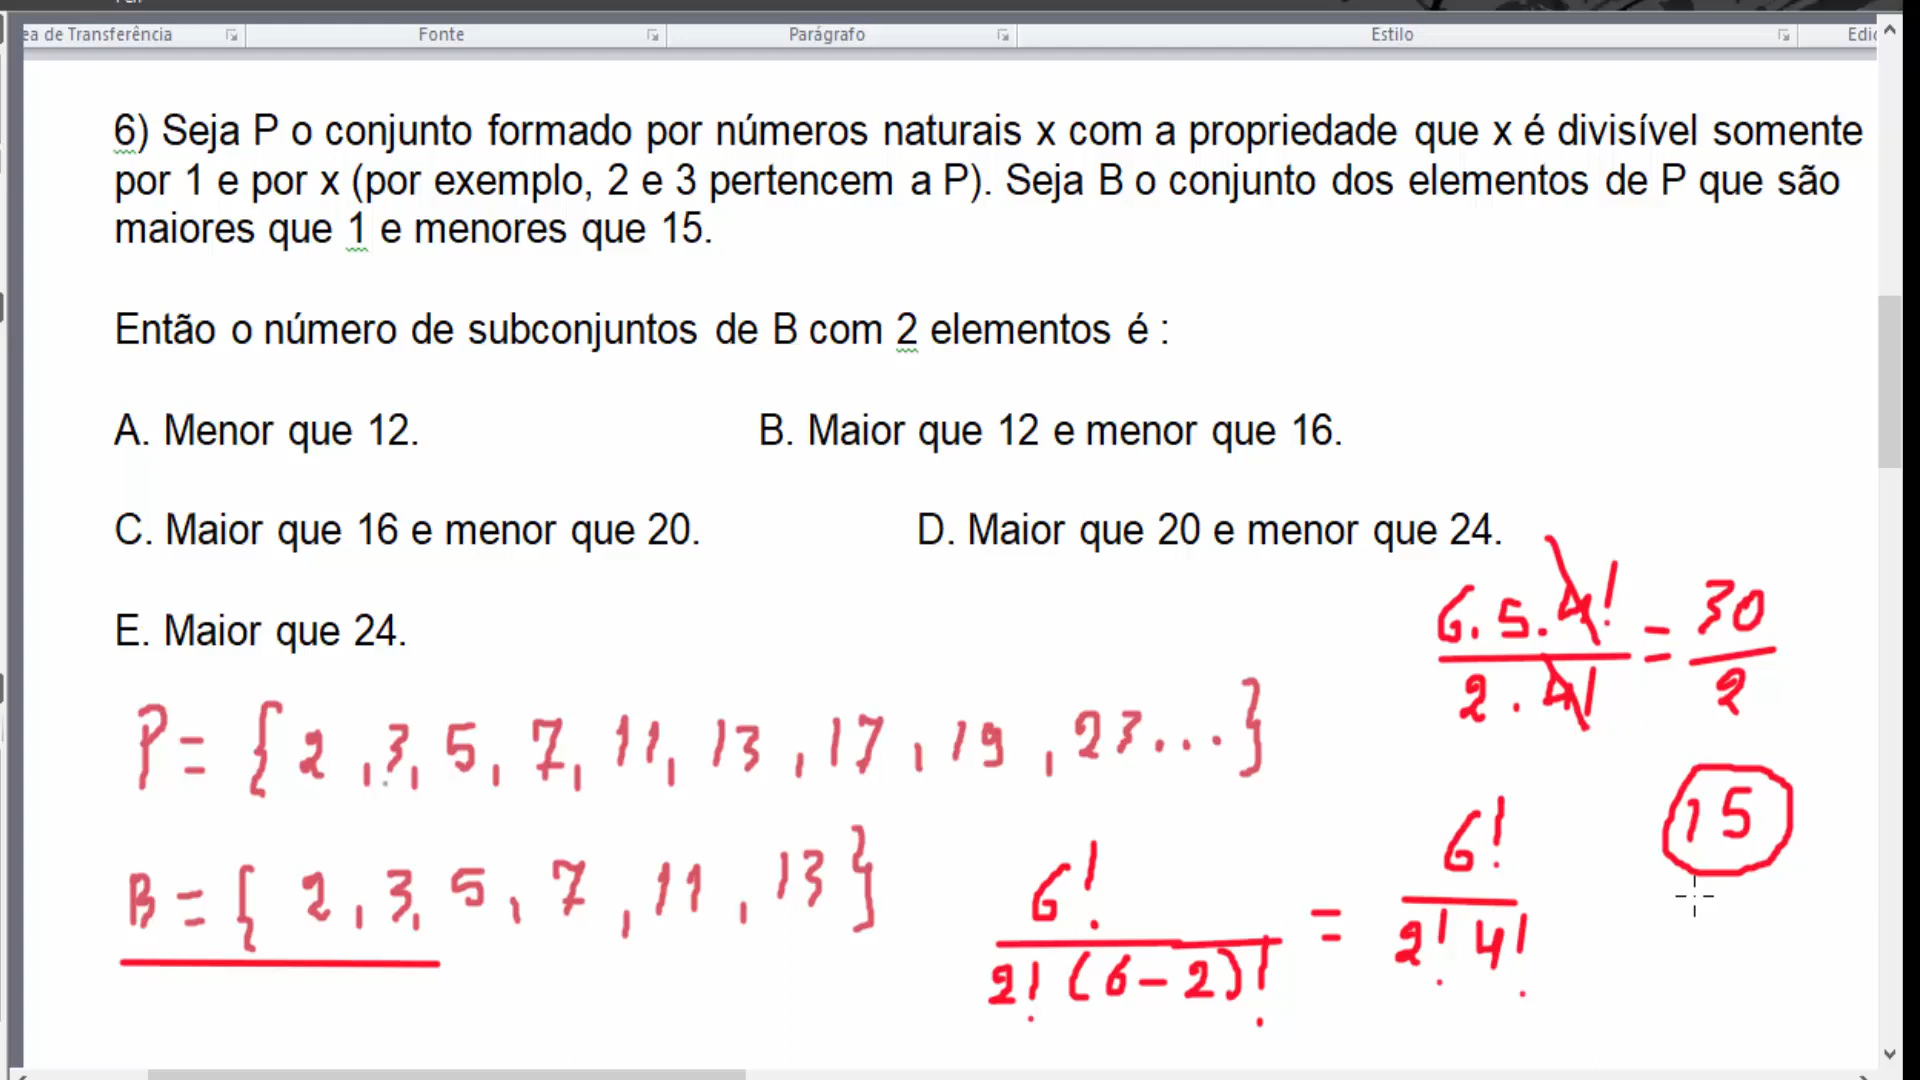 ea de Transferência Fonte Parágrafo Estilo
6) Seja P o conjunto formado por números naturais x com a propriedade que x é divisível somente
por 1 e por x (por exemplo, 2 e 3 pertencem a P). Seja B o conjunto dos elementos de P que são
maiores que 1 e menores que 15.
Então o número de subconjuntos de B com 2 elementos é :
A. Menor que 12. B. Maior que 12 e menor que 16.
C. Maior que 16 e menor que 20. D. Maior que 20 e menor que 24.
E. Maior que 24.
6.5.4!/2.4! = 30/2
P = {2,3,5,7,11,13,17,19,23...}
15
B = {2,3,5,7,11,13}
6!/2!(6-2)! = 6!/2!4!